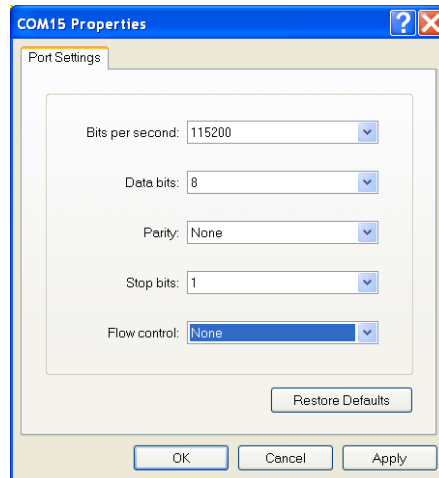 COM15 Properties
Port Settings
Bits per second: 115200
Data bits: 8
Parity: None
Stop bits: 1
Flow control: None
Restore Defaults
OK Cancel Apply